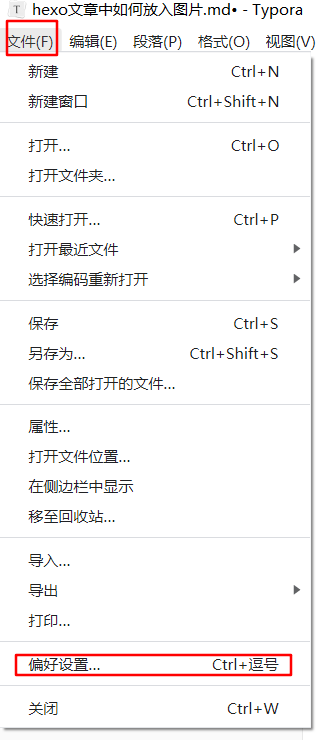 T hexo文章中如何放入图片.md• - Typora
文件(F) 编辑(E) 段落(P) 格式(O) 视图(V)
新建 Ctrl+N
新建窗口 Ctrl+Shift+N
打开... Ctrl+O
打开文件夹...
快速打开... Ctrl+P
打开最近文件
选择编码重新打开
保存 Ctrl+S
另存为... Ctrl+Shift+S
保存全部打开的文件...
属性...
打开文件位置...
在侧边栏中显示
移至回收站...
导入...
导出
打印...
偏好设置... Ctrl+逗号
关闭 Ctrl+W